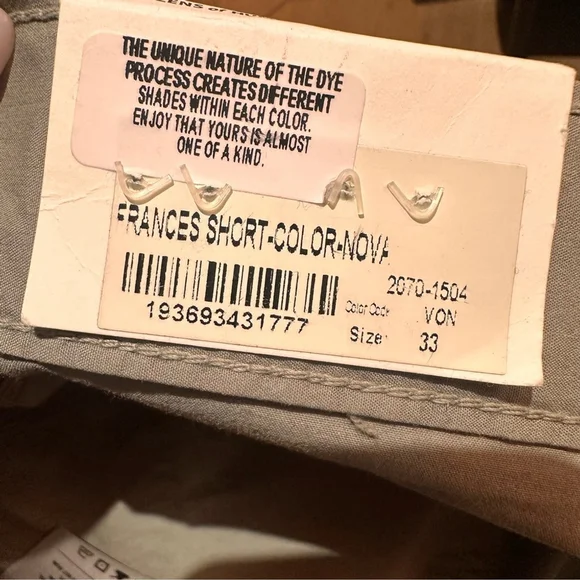 THE UNIQUE NATURE OF THE DYE
PROCESS CREATES DIFFERENT
SHADES WITHIN EACH COLOR.
ENJOY THAT YOURS IS ALMOST
ONE OF A KIND.
FRANCES SHORT-COLOR-NOVA
2070-1504
Color Code VON
193693431777
Size: 33